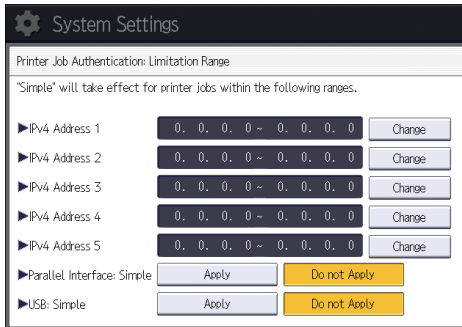 System Settings
Printer Job Authentication: Limitation Range
"Simple" will take effect for printer jobs within the following ranges.
▶IPv4 Address 1 0. 0. 0. 0 ~ 0. 0. 0. 0 Change
▶IPv4 Address 2 0. 0. 0. 0 ~ 0. 0. 0. 0 Change
▶IPv4 Address 3 0. 0. 0. 0 ~ 0. 0. 0. 0 Change
▶IPv4 Address 4 0. 0. 0. 0 ~ 0. 0. 0. 0 Change
▶IPv4 Address 5 0. 0. 0. 0 ~ 0. 0. 0. 0 Change
▶Parallel Interface: Simple Apply Do not Apply
▶USB: Simple Apply Do not Apply